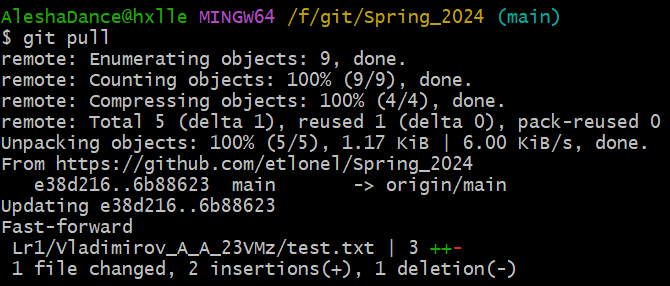 AleshaDance@hxlle MINGW64 /f/git/Spring_2024 (main)
$ git pull
remote: Enumerating objects: 9, done.
remote: Counting objects: 100% (9/9), done.
remote: Compressing objects: 100% (4/4), done.
remote: Total 5 (delta 1), reused 1 (delta 0), pack-reused 0
Unpacking objects: 100% (5/5), 1.17 KiB | 6.00 KiB/s, done.
From https://github.com/etlonel/Spring_2024
   e38d216..6b88623  main       -> origin/main
Updating e38d216..6b88623
Fast-forward
 Lr1/Vladimirov_A_A_23VMz/test.txt | 3 ++-
 1 file changed, 2 insertions(+), 1 deletion(-)